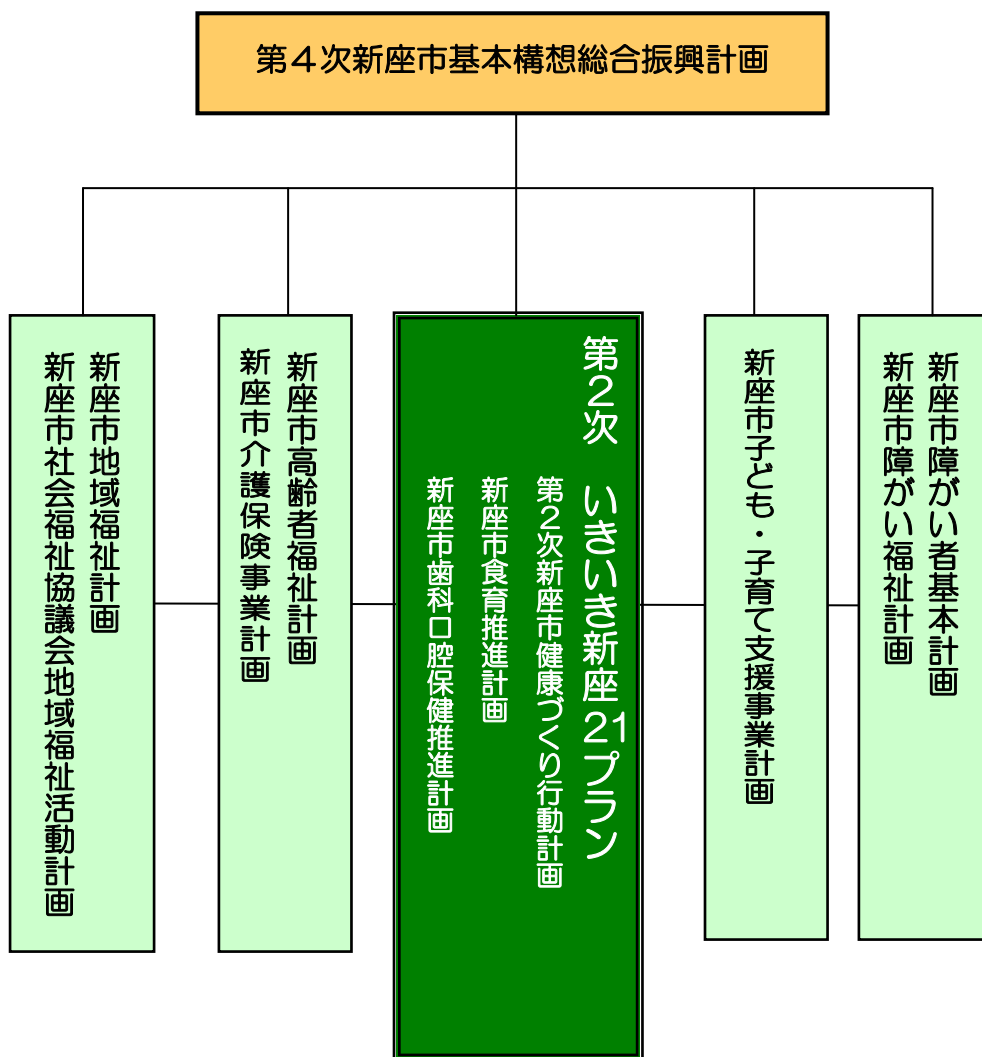 第４次新座市基本構想総合振興計画
新座市地域福祉計画
新座市社会福祉協議会地域福祉活動計画
新座市高齢者福祉計画
新座市介護保険事業計画
第２次　いきいき新座21プラン
第２次新座市健康づくり行動計画
新座市食育推進計画
新座市歯科口腔保健推進計画
新座市子ども・子育て支援事業計画
新座市障がい者基本計画
新座市障がい福祉計画